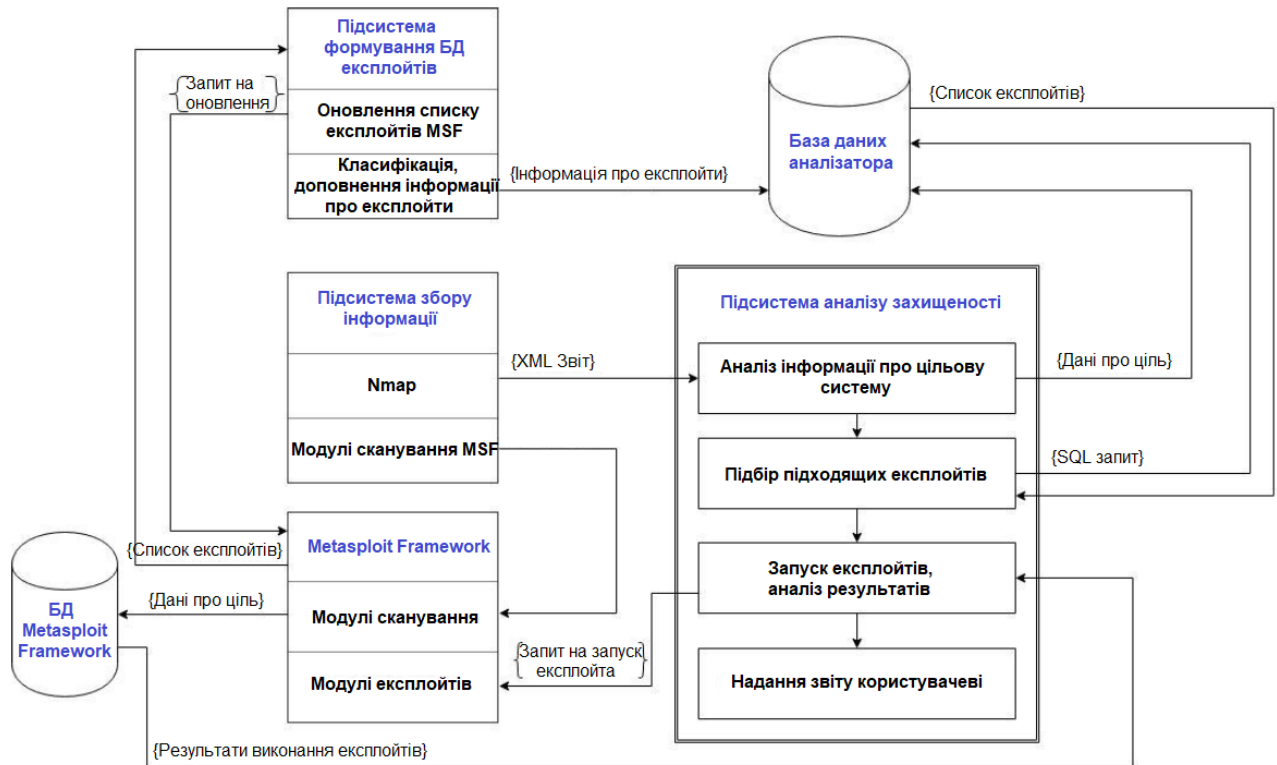 Підсистема
формування БД
експлойтів
{Запит на
оновлення}
Оновлення списку
експлойтів MSF
Класифікація,
доповнення інформації
про експлойти
{Інформація про експлойти}
База даних
аналізатора
{Список експлойтів}
Підсистема збору
інформації
Nmap
Модулі сканування MSF
{XML Звіт}
Підсистема аналізу захищеності
Аналіз інформації про цільову
систему
{Дані про ціль}
Підбір підходящих експлойтів
{SQL запит}
Запуск експлойтів,
аналіз результатів
Надання звіту користувачеві
{Список експлойтів}
Metasploit Framework
Модулі сканування
Модулі експлойтів
{Дані про ціль}
БД
Metasploit
Framework
{Запит на запуск
експлойта}
{Результати виконання експлойтів}